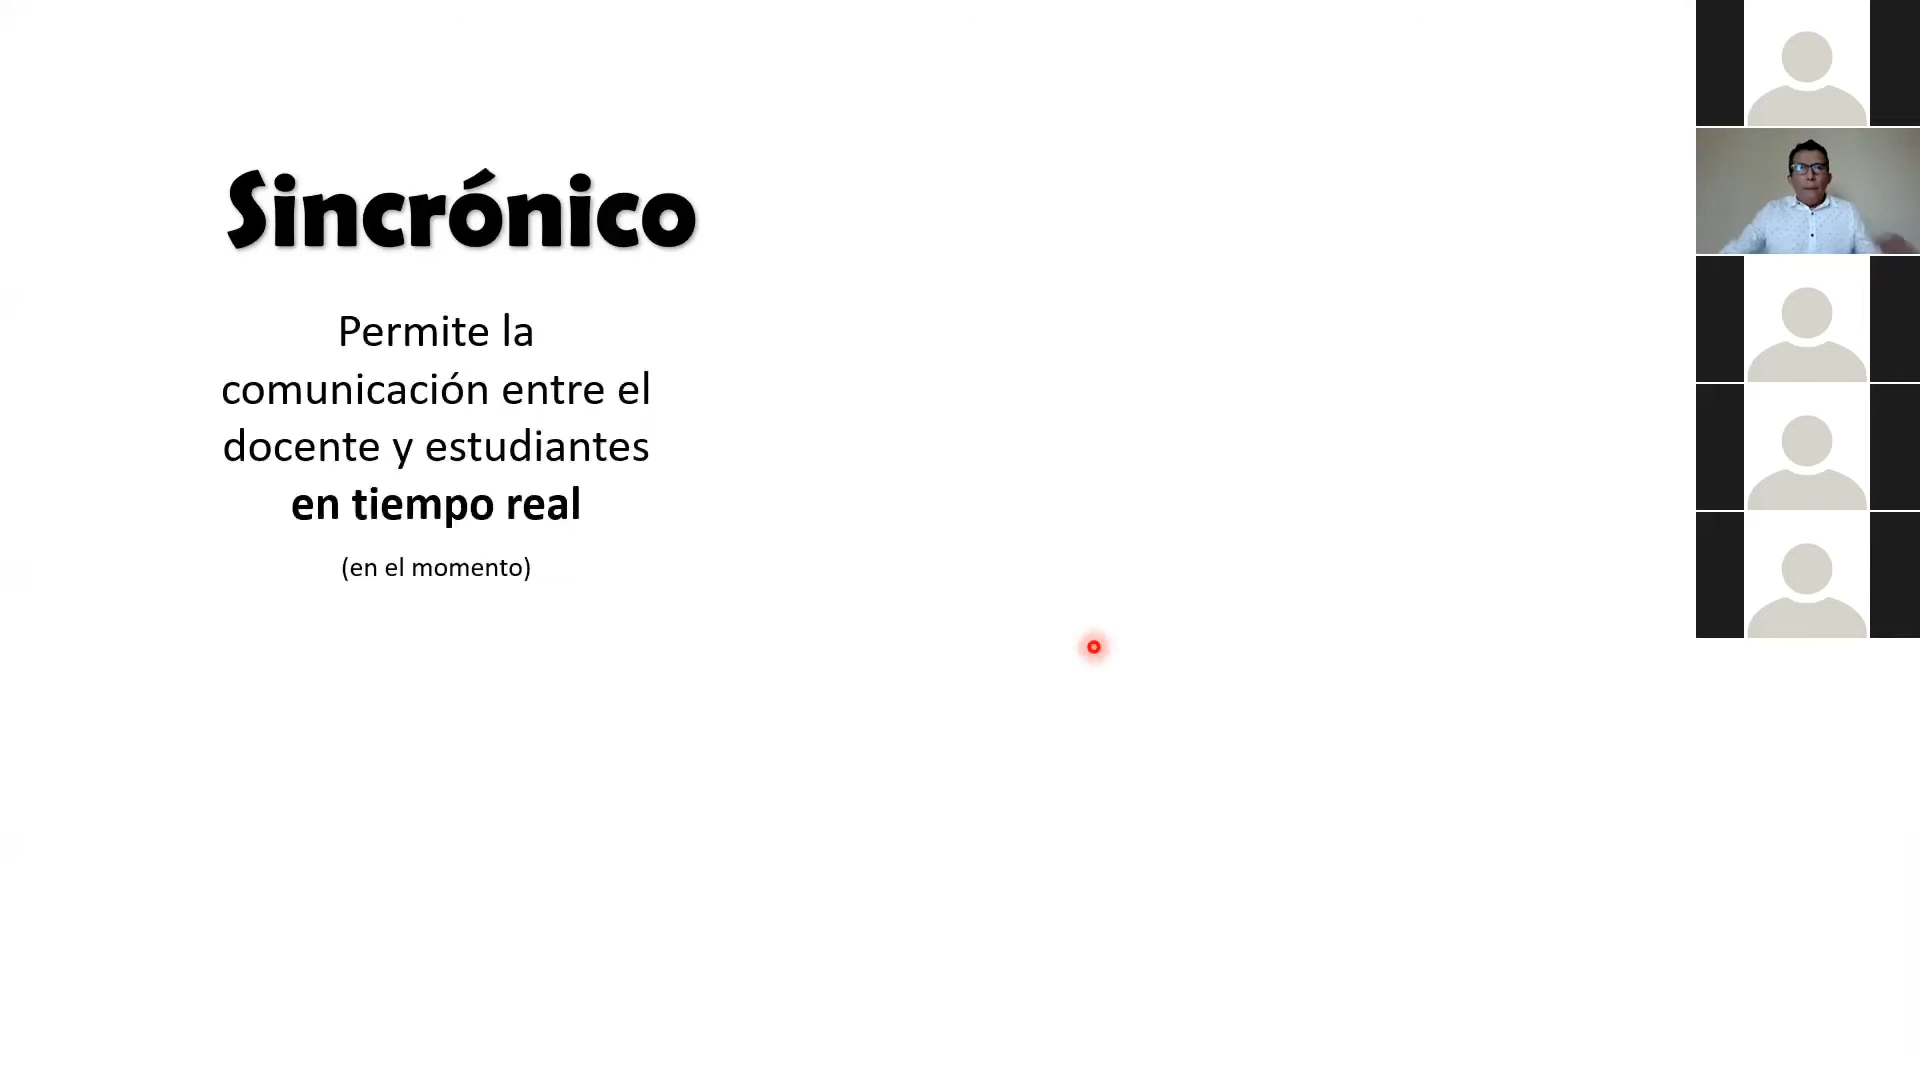 Sincrónico
Permite la
comunicación entre el
docente y estudiantes
en tiempo real
(en el momento)